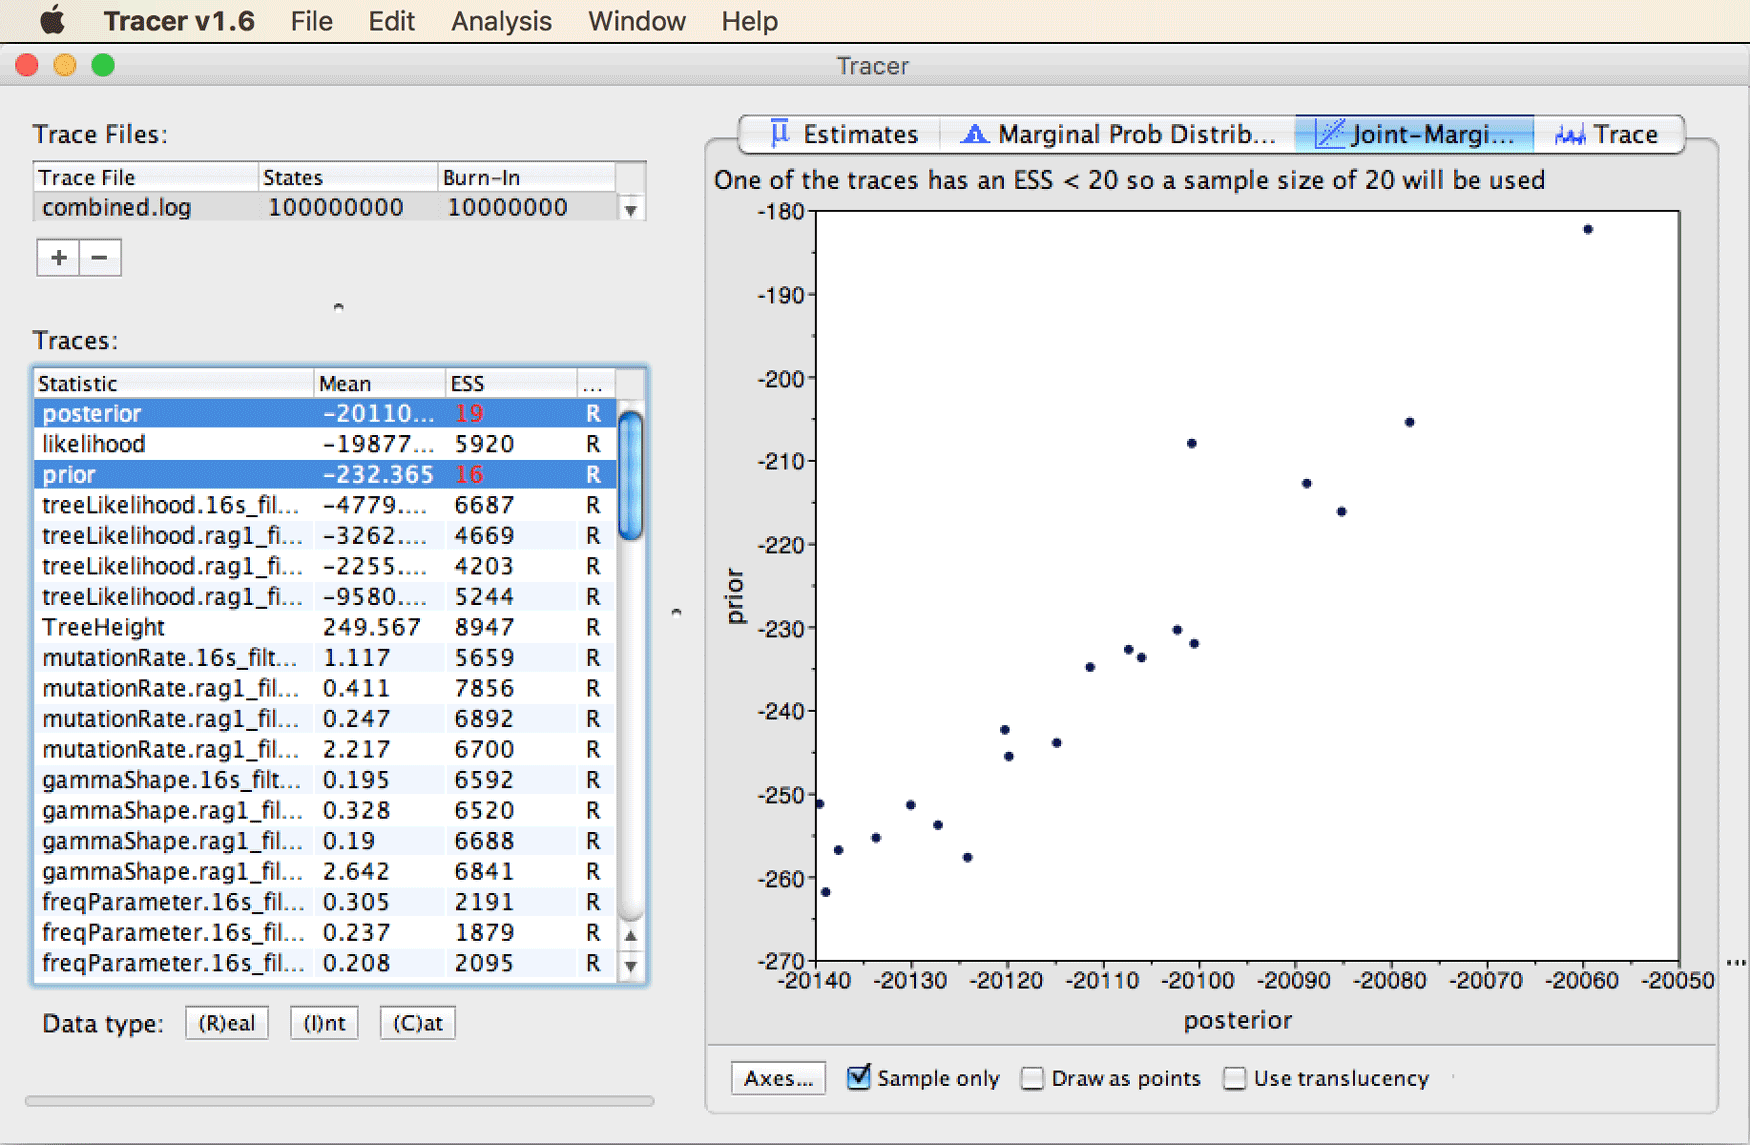 Tracer v1.6 File Edit Analysis Window Help
Tracer
Trace Files:
Trace File States Burn-In
combined.log 100000000 10000000
+ −
Traces:
Statistic Mean ESS ...
posterior -20110... 19 R
likelihood -19877... 5920 R
prior -232.365 16 R
treeLikelihood.16s_fil... -4779.... 6687 R
treeLikelihood.rag1_fi... -3262.... 4669 R
treeLikelihood.rag1_fi... -2255.... 4203 R
treeLikelihood.rag1_fi... -9580.... 5244 R
TreeHeight 249.567 8947 R
mutationRate.16s_filt... 1.117 5659 R
mutationRate.rag1_fil... 0.411 7856 R
mutationRate.rag1_fil... 0.247 6892 R
mutationRate.rag1_fil... 2.217 6700 R
gammaShape.16s_filt... 0.195 6592 R
gammaShape.rag1_fil... 0.328 6520 R
gammaShape.rag1_fil... 0.19 6688 R
gammaShape.rag1_fil... 2.642 6841 R
freqParameter.16s_fil... 0.305 2191 R
freqParameter.16s_fil... 0.237 1879 R
freqParameter.16s_fil... 0.208 2095 R
Data type: (R)eal (I)nt (C)at
Estimates Marginal Prob Distrib... Joint-Margi... Trace
One of the traces has an ESS < 20 so a sample size of 20 will be used
-180
-190
-200
-210
-220
-230
-240
-250
-260
-270
prior
-20140 -20130 -20120 -20110 -20100 -20090 -20080 -20070 -20060 -20050
posterior
...
Axes... Sample only Draw as points Use translucency